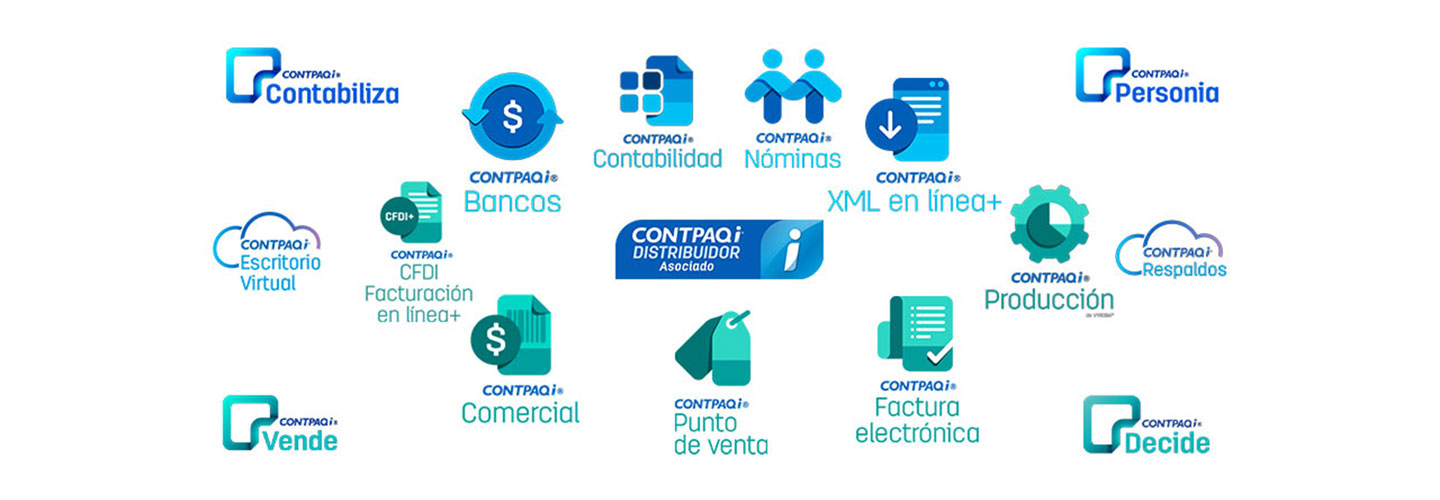 CONTPAQi®
Contabiliza
$
CONTPAQi®
Bancos
CONTPAQi®
Contabilidad
CONTPAQi®
Nóminas
CONTPAQi®
XML en línea+
CONTPAQi®
Personia
CONTPAQi
Escritorio
Virtual
CFDI+
CONTPAQi®
CFDI
Facturación
en línea+
CONTPAQi
DISTRIBUIDOR
Asociado
i
CONTPAQi®
Producción
de VYROBA®
CONTPAQi
Respaldos
CONTPAQi®
Vende
$
CONTPAQi®
Comercial
CONTPAQi®
Punto
de venta
CONTPAQi®
Factura
electrónica
CONTPAQi®
Decide